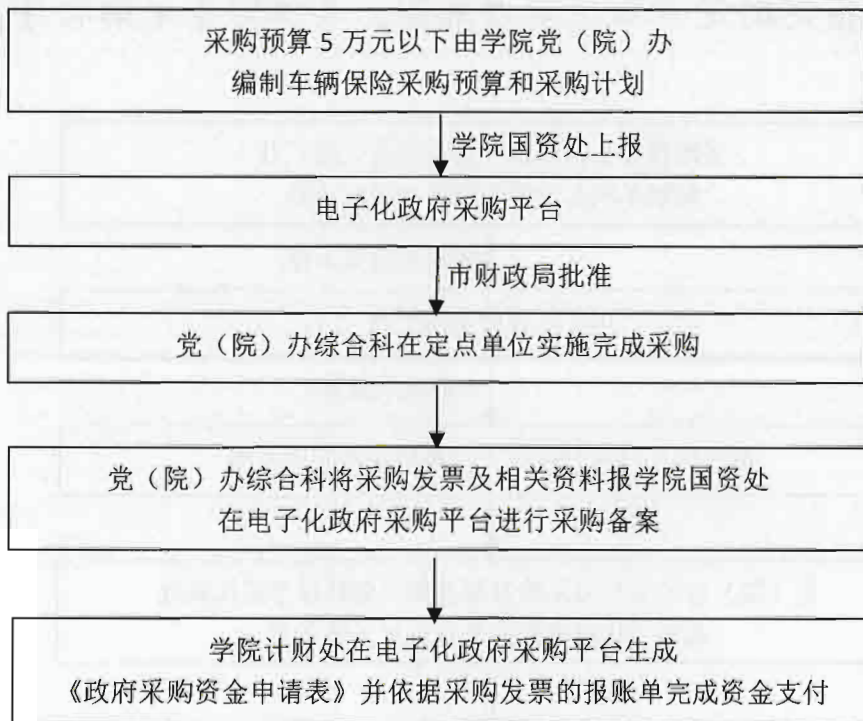 采购预算 5 万元以下由学院党（院）办
编制车辆保险采购预算和采购计划
学院国资处上报
电子化政府采购平台
市财政局批准
党（院）办综合科在定点单位实施完成采购
党（院）办综合科将采购发票及相关资料报学院国资处
在电子化政府采购平台进行采购备案
学院计财处在电子化政府采购平台生成
《政府采购资金申请表》并依据采购发票的报账单完成资金支付